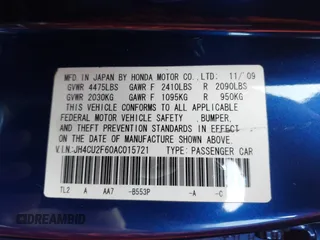 MFD. IN JAPAN BY HONDA MOTOR CO.,LTD: 11/09
GVWR 4475LBS GAWR F 2410LBS R 2090LBS
GVWR 2030KG GAWR F 1095KG R 950KG
THIS VEHICLE CONFORMS TO ALL APPLICABLE
FEDERAL MOTOR VEHICLE SAFETY ,BUMPER,
AND THEFT PREVENTION STANDARDS IN EFFECT
ON THE DATE OF MANUFACTURE SHOWN ABOVE.
V.I.N:JH4CU2F60AC015721 TYPE:PASSENGER CAR
TL2 A AA7 -B553P -A -C
DREAMBID